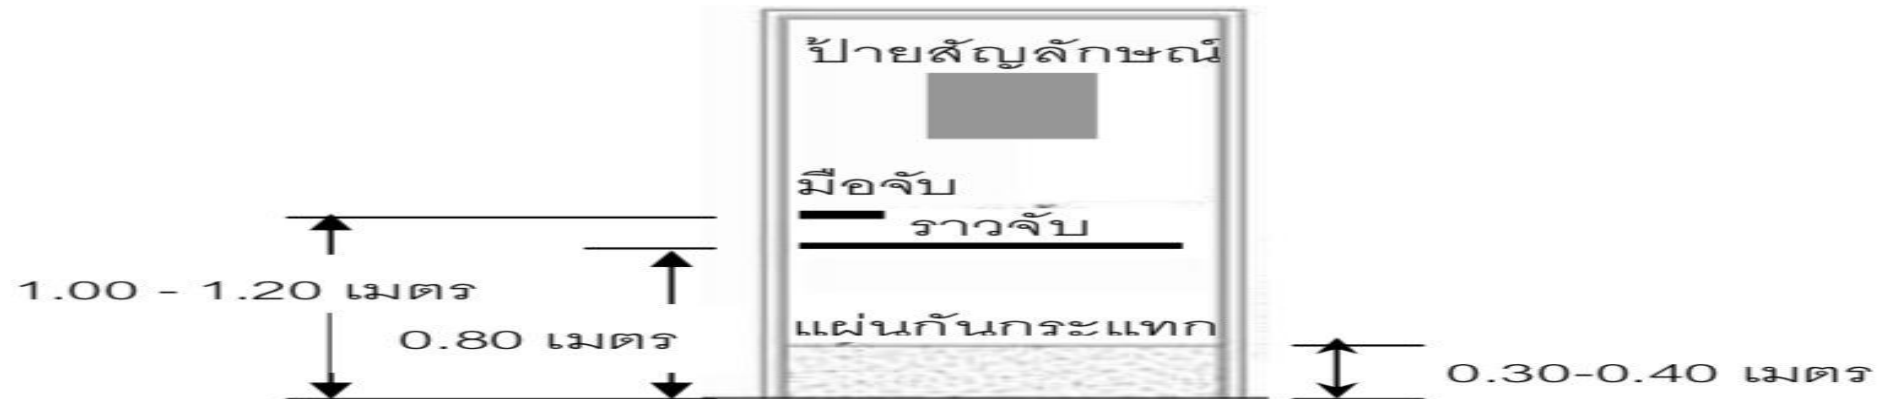 ป้ายสัญลักษณ์
มือจับ
ราวจับ
1.00 - 1.20 เมตร
0.80 เมตร
แผ่นกันกระแทก
0.30-0.40 เมตร